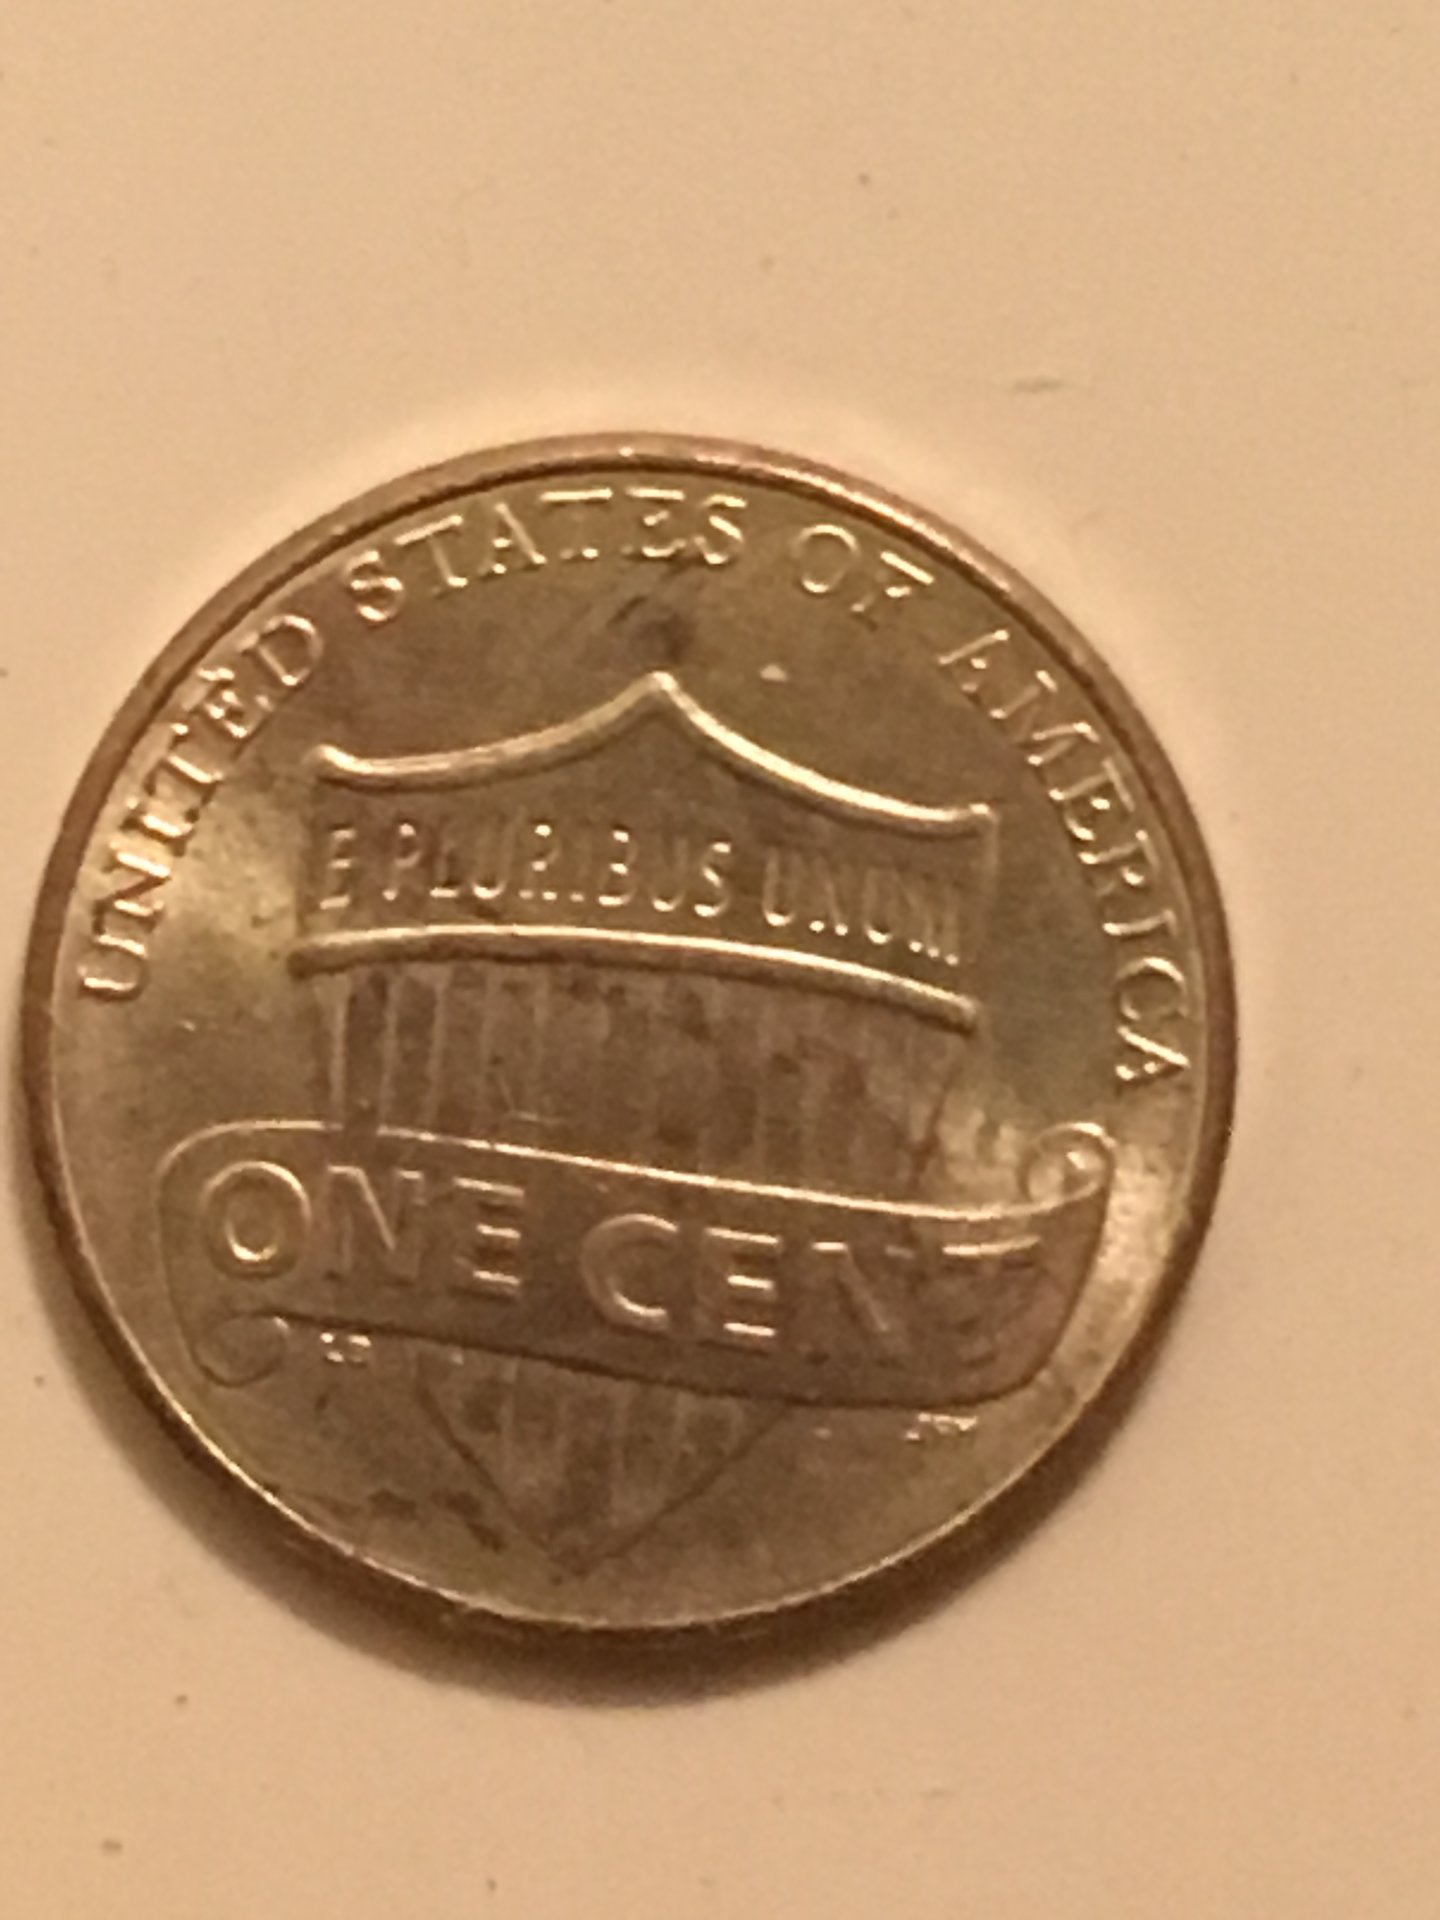 UNITED STATES OF AMERICA
E PLURIBUS UNUM
ONE CENT